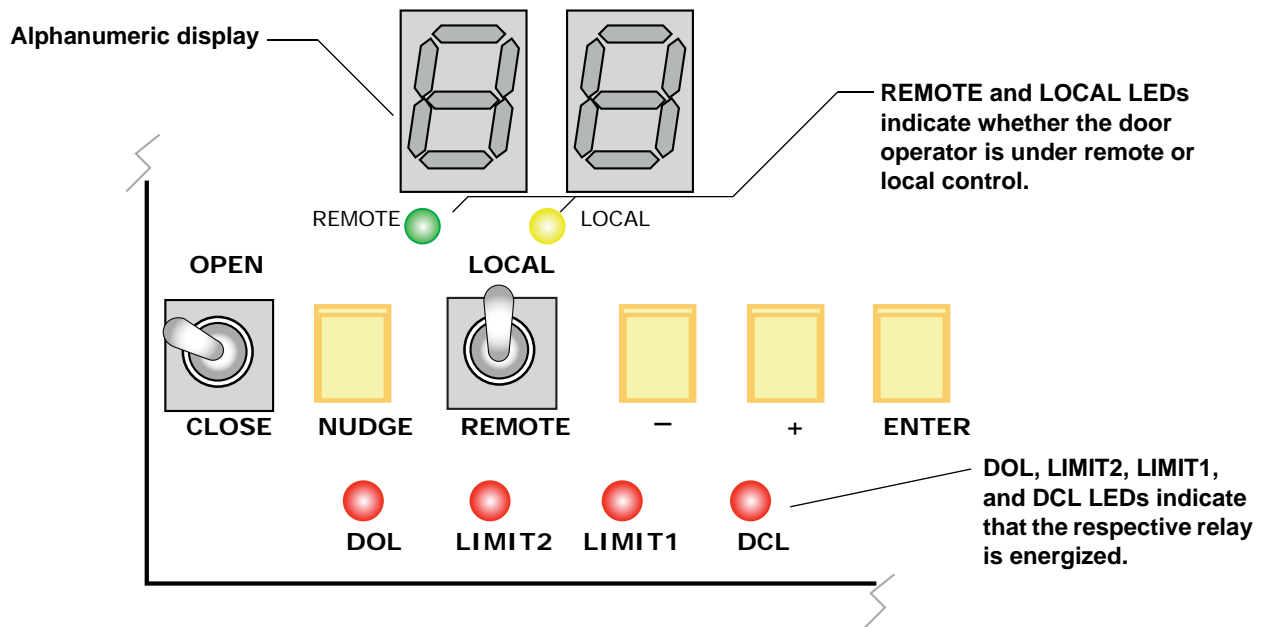 Alphanumeric display
REMOTE and LOCAL LEDs
indicate whether the door
operator is under remote or
local control.
REMOTE
LOCAL
OPEN
LOCAL
CLOSE
NUDGE
REMOTE
–
+
ENTER
DOL, LIMIT2, LIMIT1,
and DCL LEDs indicate
that the respective relay
is energized.
DOL
LIMIT2
LIMIT1
DCL